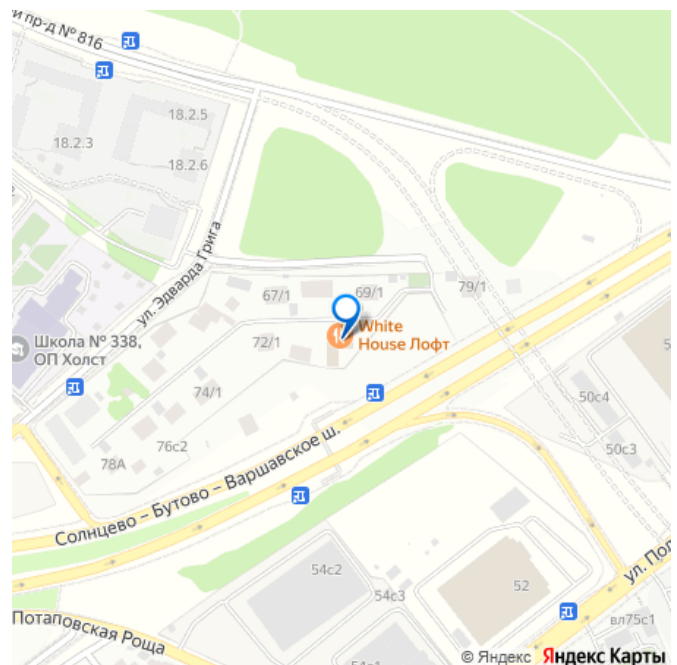 й пр-д № 816
18.2.5
18.2.3
18.2.6
ул. Эдварда Грига
67/1
69/1
79/1
White
House Лофт
Школа № 338,
ОП Холст
72/1
74/1
76с2
78А
50с4
50с3
Солнцево – Бутово – Варшавское ш.
54с2
54с3
52
ул. Пол
вл75с1
Потаповская Роща
54с1
© Яндекс Яндекс Карты